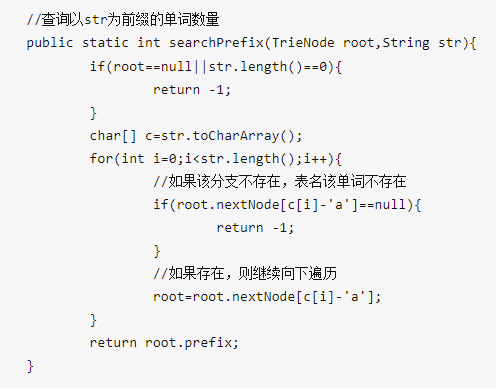 //查询以str为前缀的单词数量
public static int searchPrefix(TrieNode root,String str){
if(root==null||str.length()==0){
return -1;
}
char[] c=str.toCharArray();
for(int i=0;i<str.length();i++){
//如果该分支不存在，表名该单词不存在
if(root.nextNode[c[i]-'a']==null){
return -1;
}
//如果存在，则继续向下遍历
root=root.nextNode[c[i]-'a'];
}
return root.prefix;
}